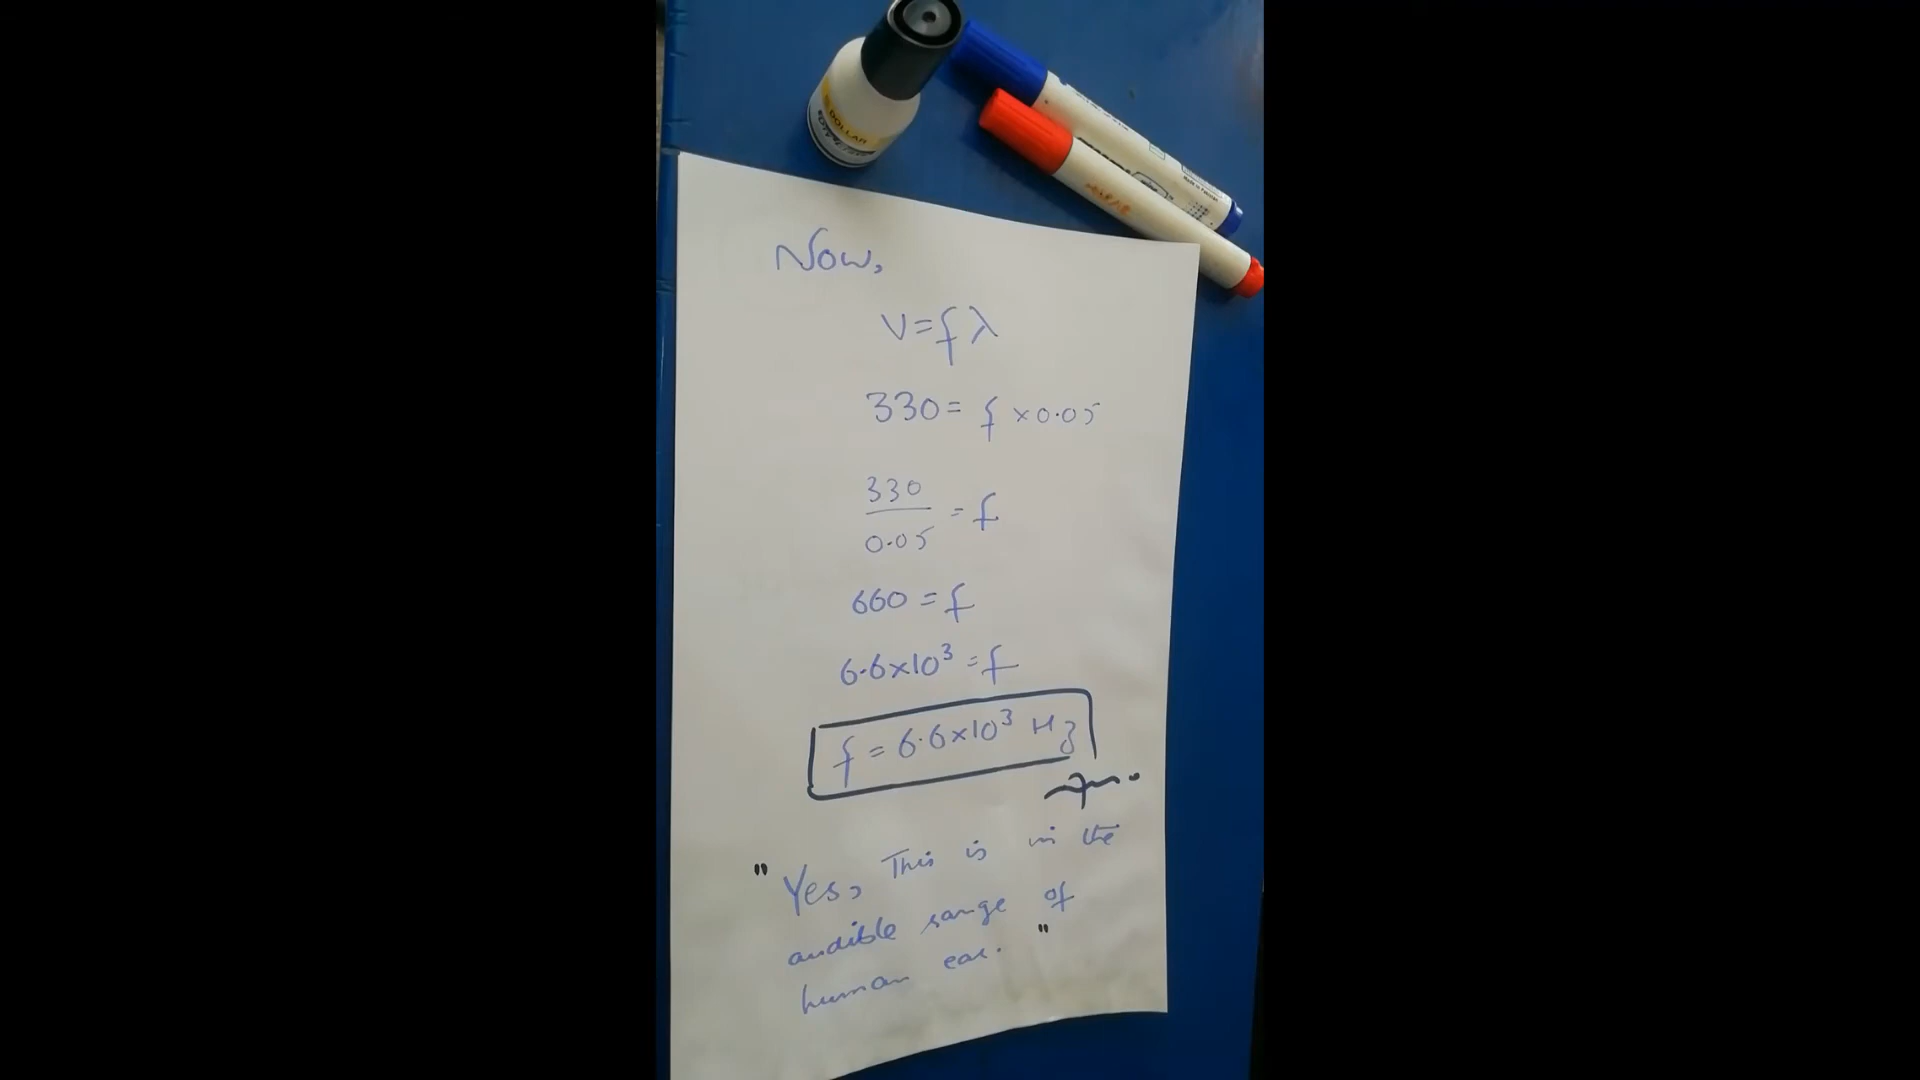 DOLLAR
Now,
V=fλ
330= f ×0.05
330
0.05
= f
660 = f
6.6×10³ = f
f = 6.6×10³ Hz
" Yes, This is in the
audible range of
human ear. "